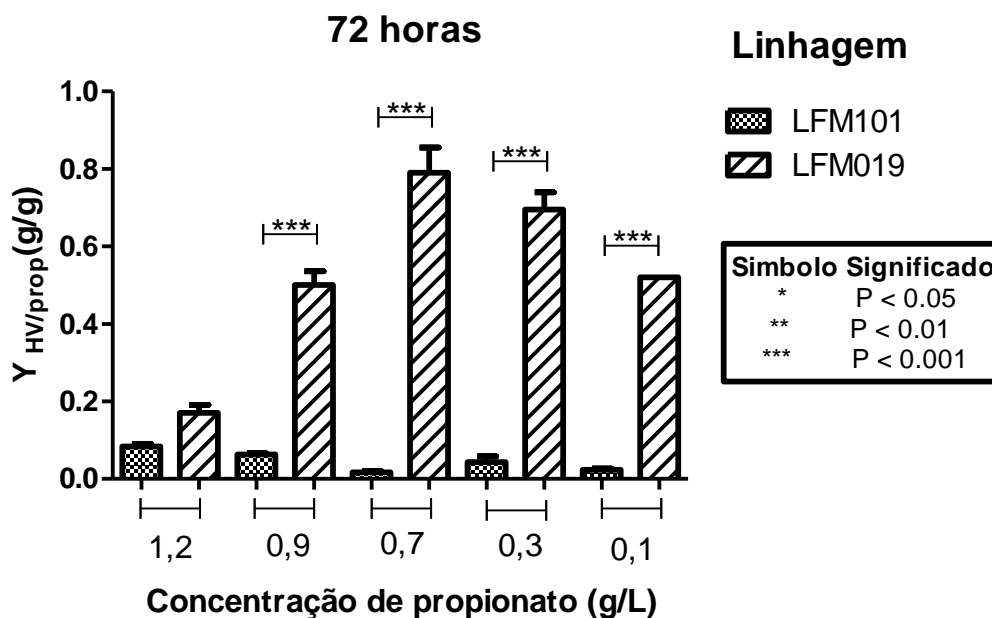 72 horas
Linhagem
LFM101
LFM019
Simbolo Significado
* P < 0.05
** P < 0.01
*** P < 0.001
Y HV/prop(g/g)
1.0
0.8
0.6
0.4
0.2
0.0
***
***
***
***
1,2 0,9 0,7 0,3 0,1
Concentração de propionato (g/L)